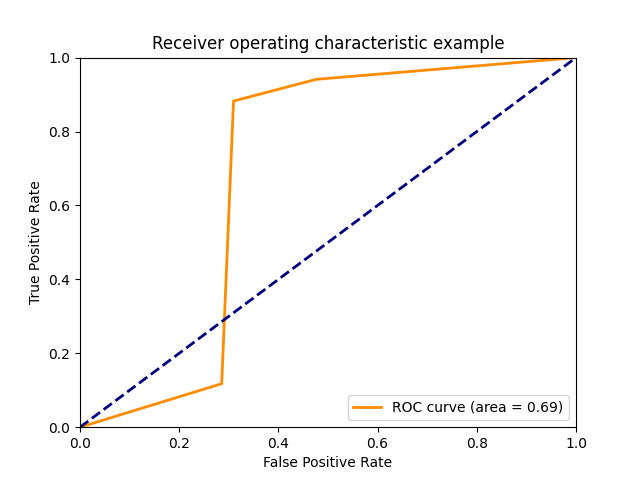 Receiver operating characteristic example
1.0
0.8
0.6
0.4
0.2
0.0
True Positive Rate
ROC curve (area = 0.69)
0.0 0.2 0.4 0.6 0.8 1.0
False Positive Rate